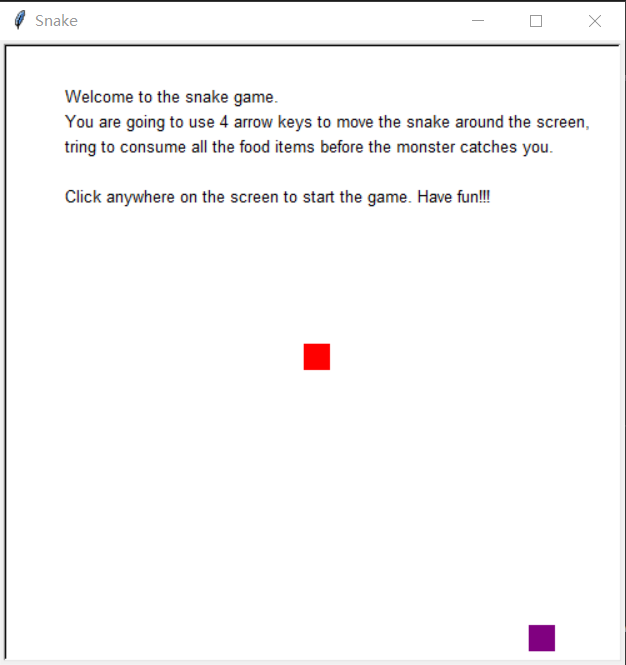 Snake
Welcome to the snake game.
You are going to use 4 arrow keys to move the snake around the screen,
tring to consume all the food items before the monster catches you.
Click anywhere on the screen to start the game. Have fun!!!